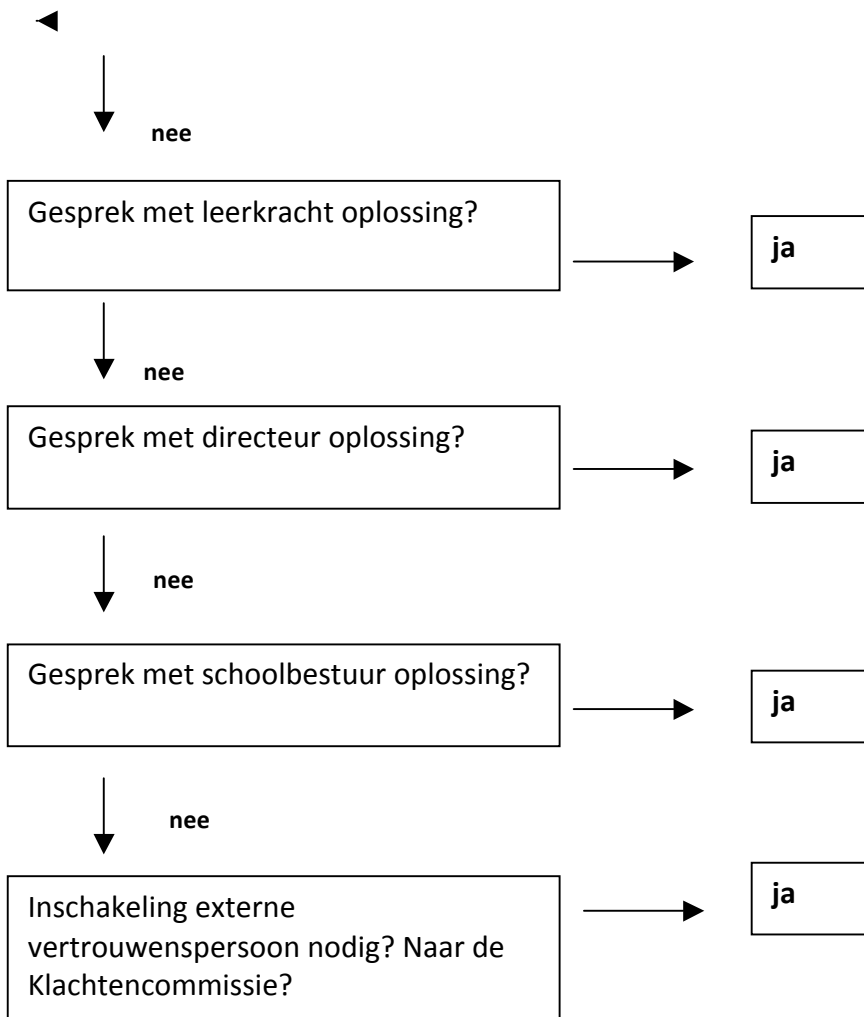 nee
Gesprek met leerkracht oplossing?
ja
nee
Gesprek met directeur oplossing?
ja
nee
Gesprek met schoolbestuur oplossing?
ja
nee
Inschakeling externe
vertrouwenspersoon nodig? Naar de
Klachtencommissie?
ja